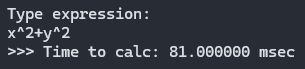 Type expression:
x^2+y^2
>>> Time to calc: 81.000000 msec